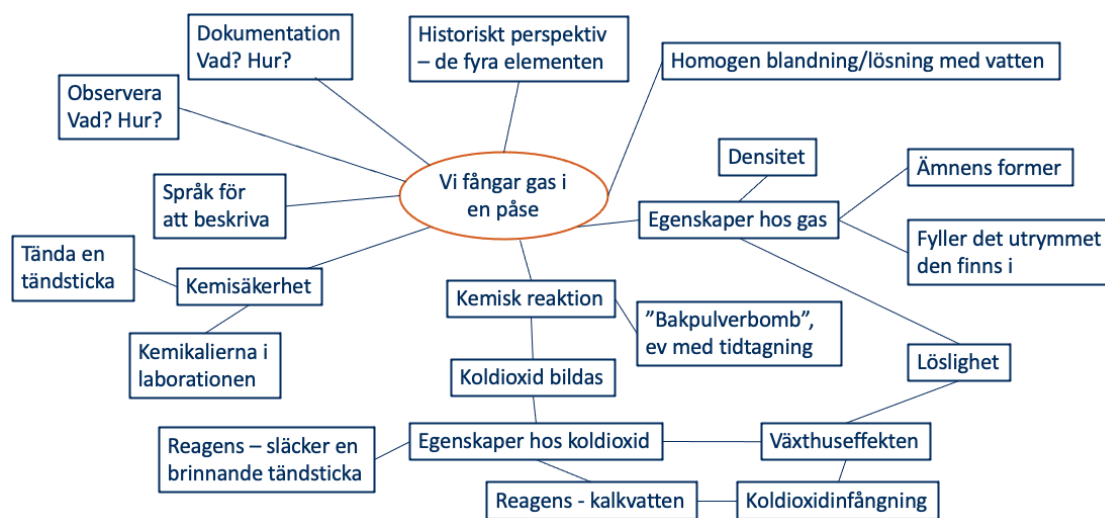 Dokumentation
Vad? Hur?
Historiskt perspektiv
– de fyra elementen
Homogen blandning/lösning med vatten
Observera
Vad? Hur?
Densitet
Ämnens former
Vi fångar gas i
en påse
Språk för
att beskriva
Egenskaper hos gas
Fyller det utrymmet
den finns i
Tända en
tändsticka
Kemisäkerhet
Kemisk reaktion
"Bakpulverbomb",
ev med tidtagning
Kemikalierna i
laborationen
Koldioxid bildas
Löslighet
Reagens – släcker en
brinnande tändsticka
Egenskaper hos koldioxid
Växthuseffekten
Reagens - kalkvatten
Koldioxidinfångning